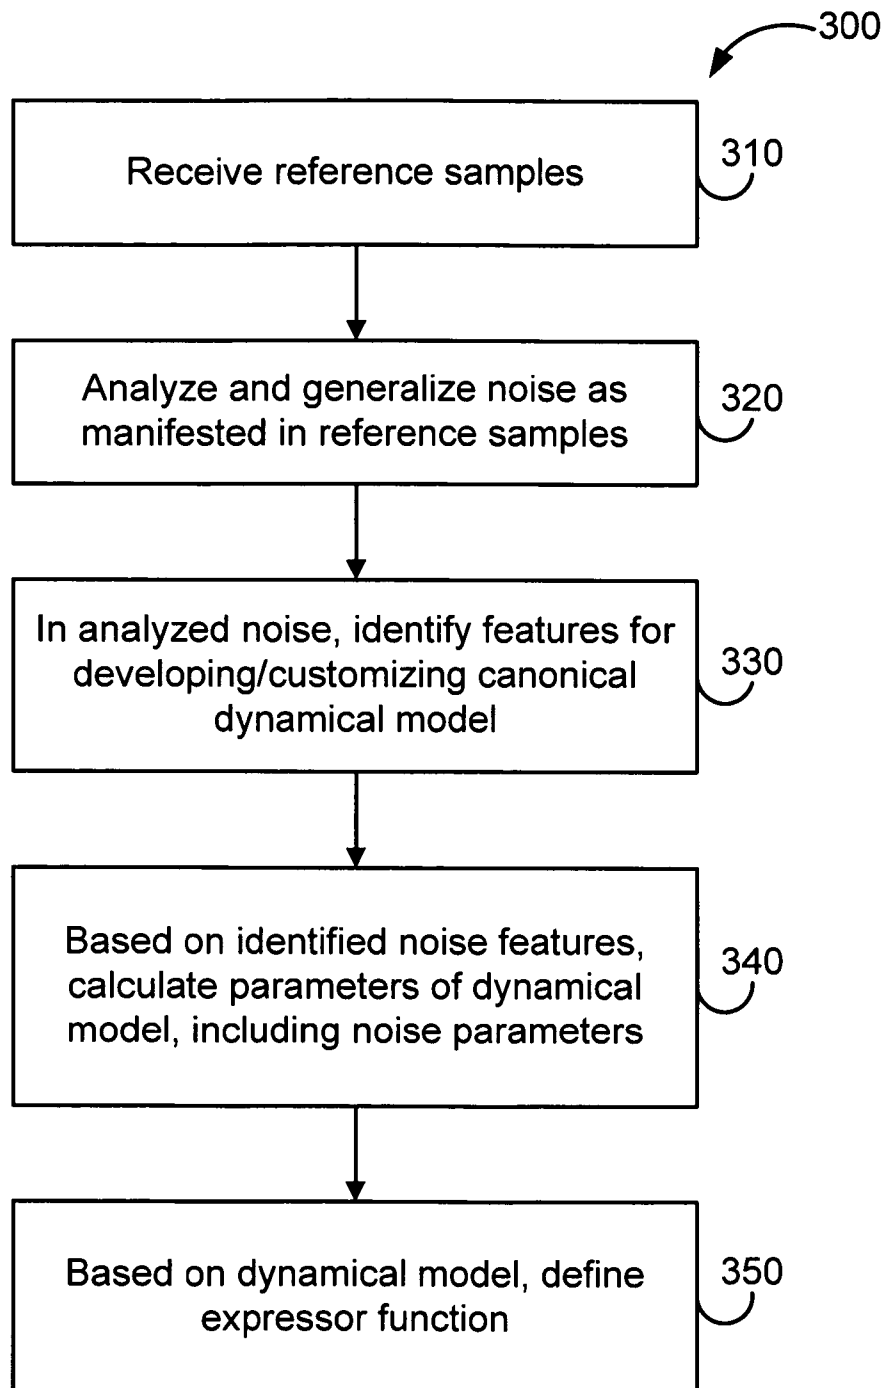 300
Receive reference samples
310
Analyze and generalize noise as
manifested in reference samples
320
In analyzed noise, identify features for
developing/customizing canonical
dynamical model
330
Based on identified noise features,
calculate parameters of dynamical
model, including noise parameters
340
Based on dynamical model, define
expressor function
350